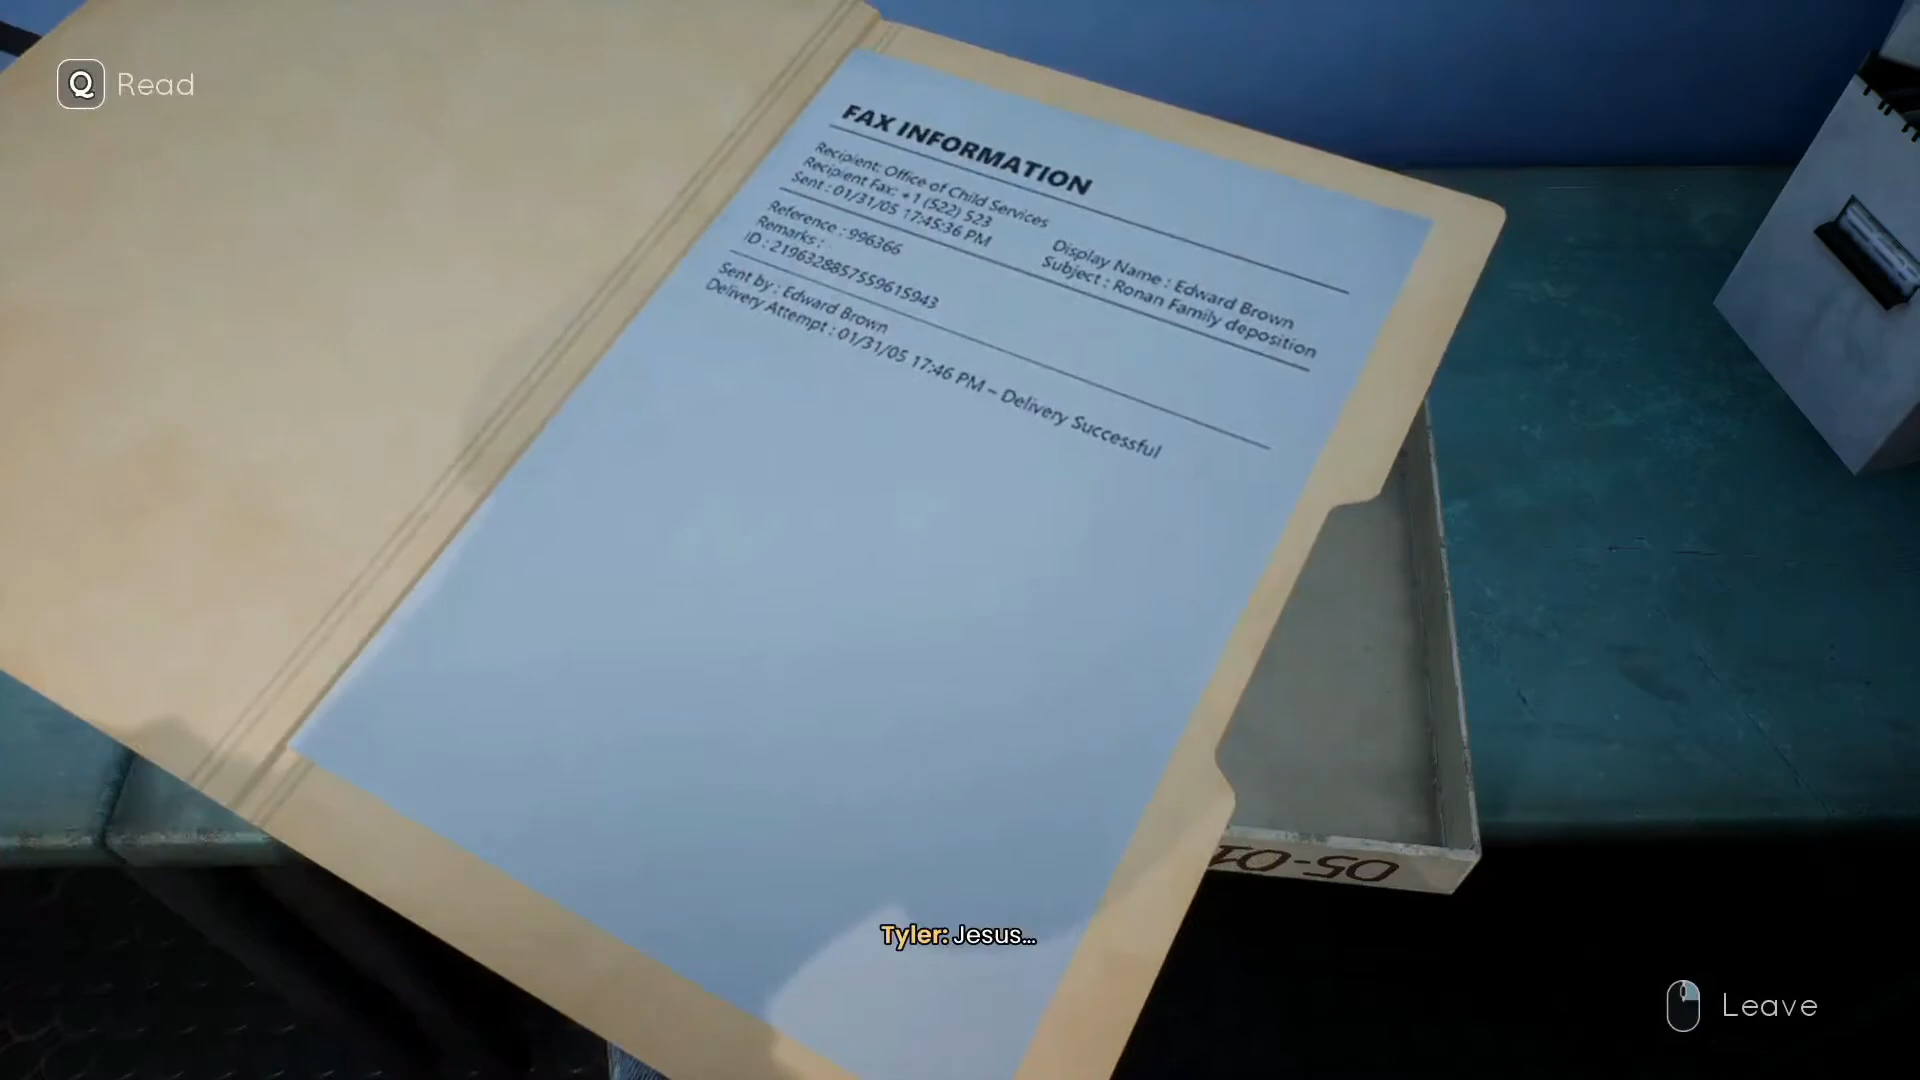 Q Read
FAX INFORMATION
Recipient: Office of Child Services
Recipient Fax: +1 (522) 523
Sent : 01/31/05 17:45:36 PM
Display Name : Edward Brown
Subject : Ronan Family deposition
Reference : 996366
Remarks :
ID : 2196328857559615943
Sent by : Edward Brown
Delivery Attempt : 01/31/05 17:46 PM – Delivery Successful
05-01
Tyler: Jesus...
Leave